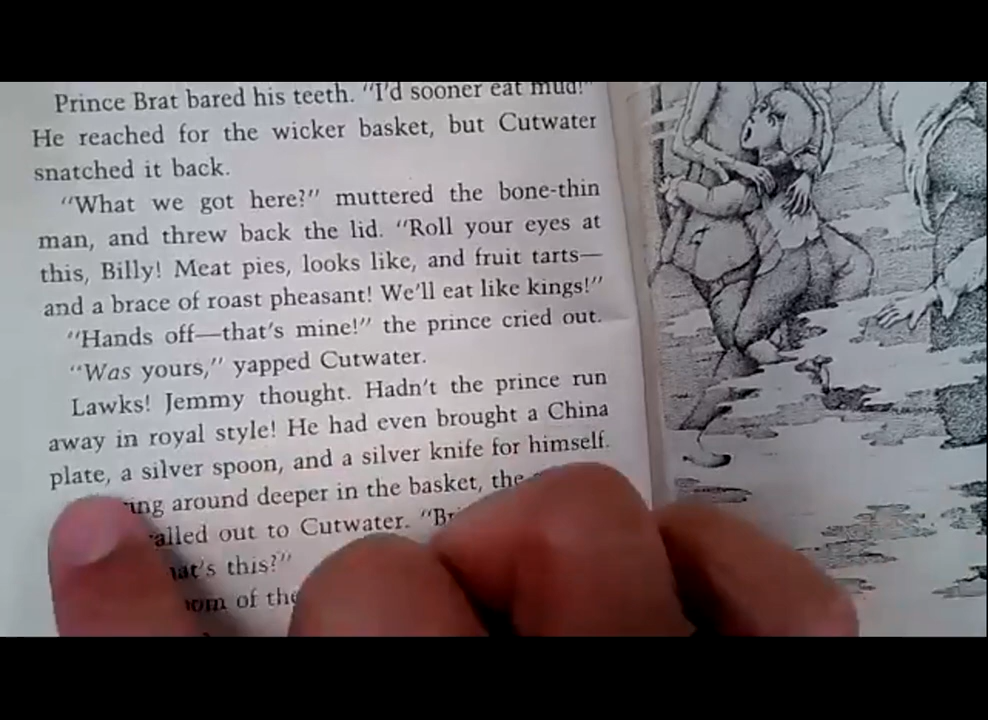 Prince Brat bared his teeth. "I'd sooner eat mud!"
He reached for the wicker basket, but Cutwater
snatched it back.
"What we got here?" muttered the bone-thin
man, and threw back the lid. "Roll your eyes at
this, Billy! Meat pies, looks like, and fruit tarts—
and a brace of roast pheasant! We'll eat like kings!"
"Hands off—that's mine!" the prince cried out.
"Was yours," yapped Cutwater.
Lawks! Jemmy thought. Hadn't the prince run
away in royal style! He had even brought a China
plate, a silver spoon, and a silver knife for himself.
around deeper in the basket, the
out to Cutwater.
this?"
of the